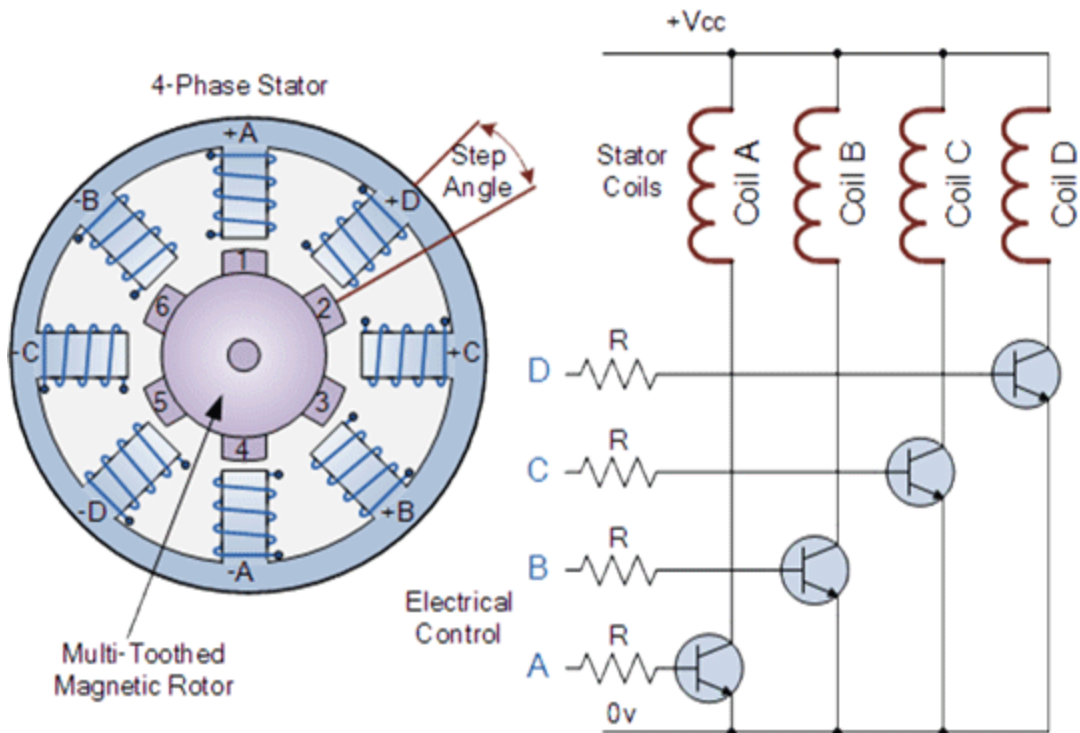 +Vcc
4-Phase Stator
+A
Step
Angle
-B
+D
Stator
Coils
Coil A
Coil B
Coil C
Coil D
1
6
2
-C
+C
5
3
4
-D
+B
-A
R
D
R
C
R
B
Electrical
Control
R
A
0v
Multi-Toothed
Magnetic Rotor